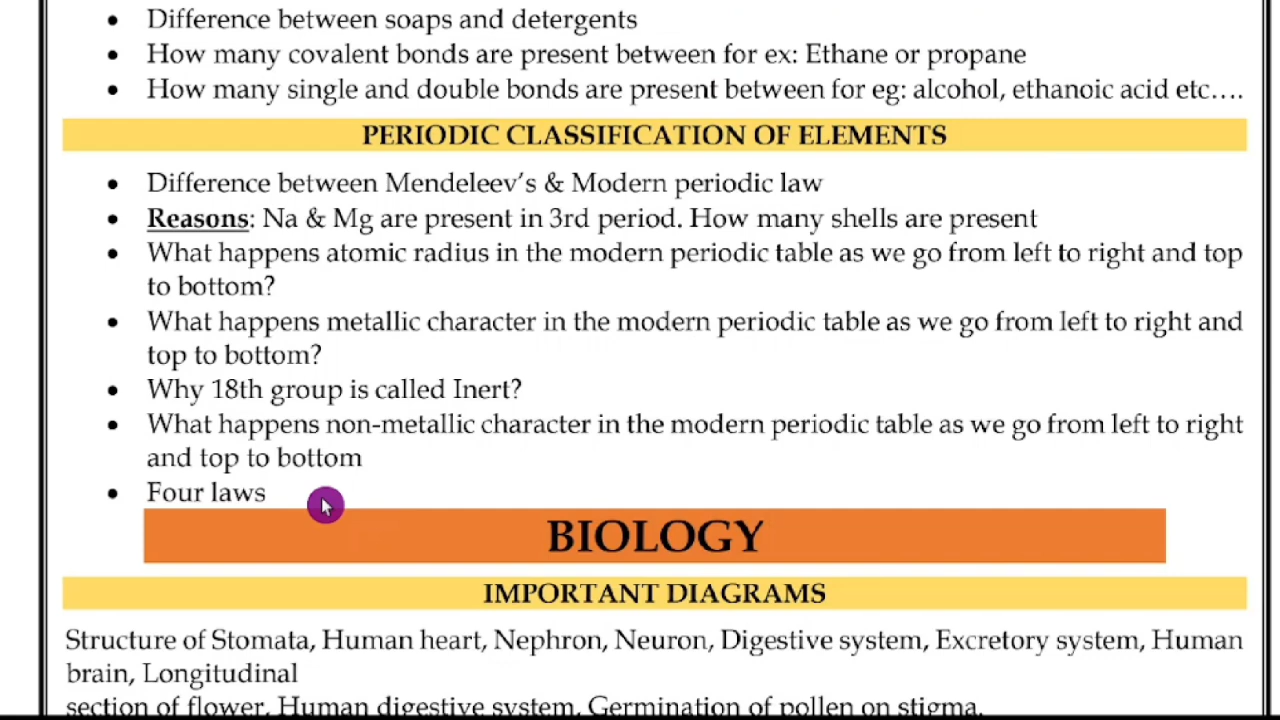 • Difference between soaps and detergents
• How many covalent bonds are present between for ex: Ethane or propane
• How many single and double bonds are present between for eg: alcohol, ethanoic acid etc….
PERIODIC CLASSIFICATION OF ELEMENTS
• Difference between Mendeleev's & Modern periodic law
• Reasons: Na & Mg are present in 3rd period. How many shells are present
• What happens atomic radius in the modern periodic table as we go from left to right and top
to bottom?
• What happens metallic character in the modern periodic table as we go from left to right and
top to bottom?
• Why 18th group is called Inert?
• What happens non-metallic character in the modern periodic table as we go from left to right
and top to bottom
• Four laws
BIOLOGY
IMPORTANT DIAGRAMS
Structure of Stomata, Human heart, Nephron, Neuron, Digestive system, Excretory system, Human
brain, Longitudinal
section of flower, Human digestive system, Germination of pollen on stigma.